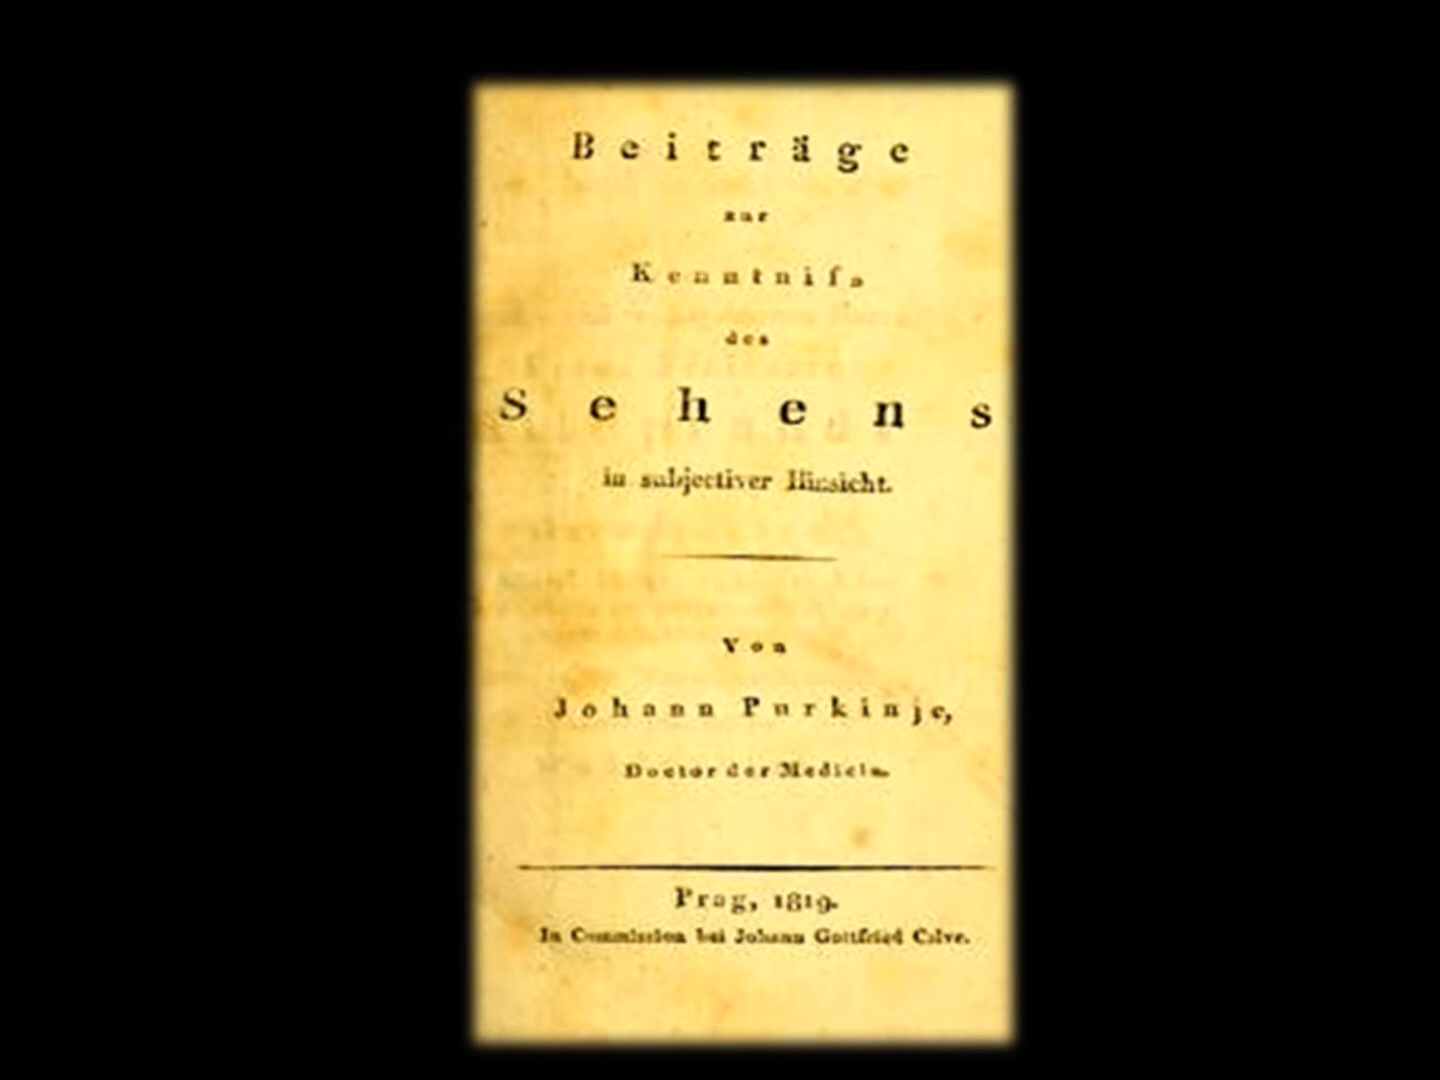 Beiträge
zur
Kenntniſs
des
Sehens
in subjectiver Hinsicht.
Von
Johann Purkinje,
Doctor der Medicin.
Prag, 1819.
In Commission bei Johann Gottfried Calve.